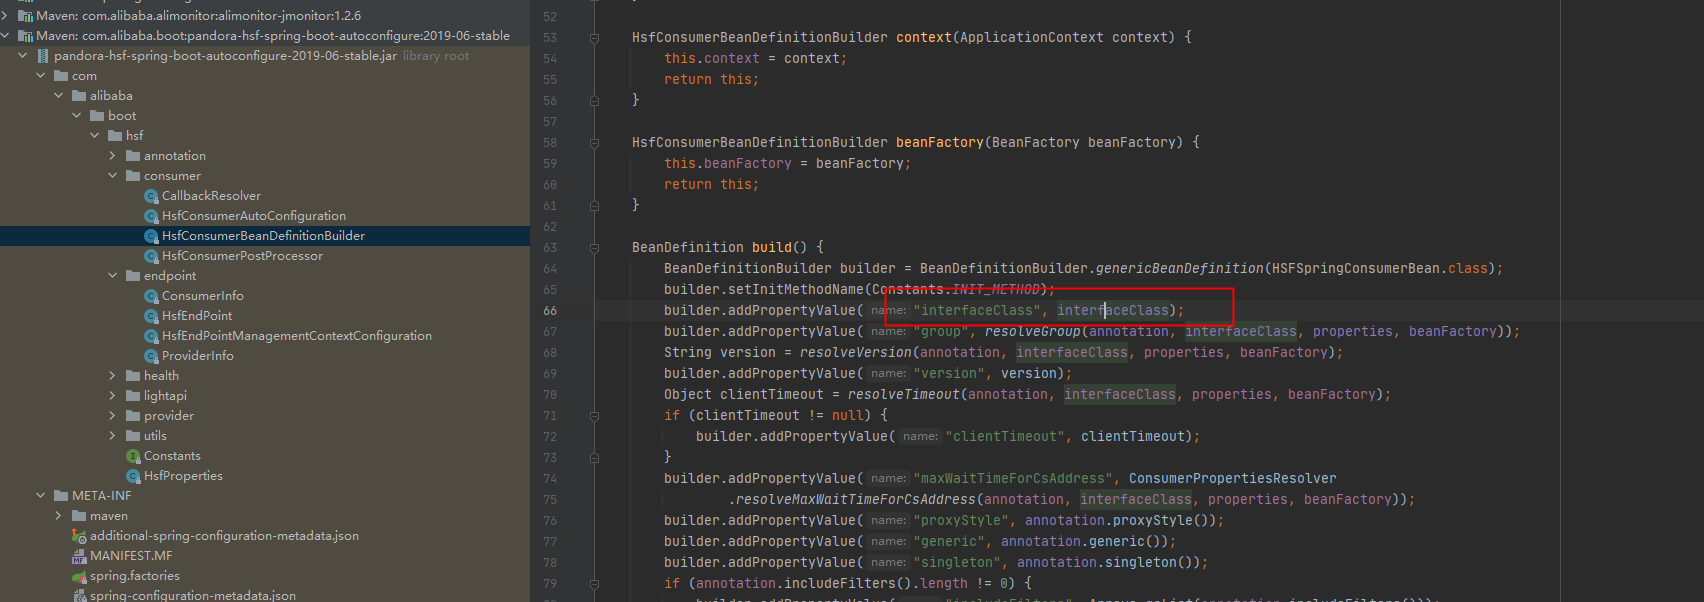 Maven: com.alibaba.alimonitor:alimonitor-jmonitor:1.2.6
Maven: com.alibaba.boot:pandora-hsf-spring-boot-autoconfigure:2019-06-stable
pandora-hsf-spring-boot-autoconfigure-2019-06-stable.jar library root
com
alibaba
boot
hsf
annotation
consumer
CallbackResolver
HsfConsumerAutoConfiguration
HsfConsumerBeanDefinitionBuilder
HsfConsumerPostProcessor
endpoint
ConsumerInfo
HsfEndPoint
HsfEndPointManagementContextConfiguration
ProviderInfo
health
lightapi
provider
utils
Constants
HsfProperties
META-INF
maven
additional-spring-configuration-metadata.json
MANIFEST.MF
spring.factories
spring-configuration-metadata.json
52
53 HsfConsumerBeanDefinitionBuilder context(ApplicationContext context) {
54 this.context = context;
55 return this;
56 }
57
58 HsfConsumerBeanDefinitionBuilder beanFactory(BeanFactory beanFactory) {
59 this.beanFactory = beanFactory;
60 return this;
61 }
62
63 BeanDefinition build() {
64 BeanDefinitionBuilder builder = BeanDefinitionBuilder.genericBeanDefinition(HSFSpringConsumerBean.class);
65 builder.setInitMethodName(Constants.INIT_METHOD);
66 builder.addPropertyValue( name: "interfaceClass", interfaceClass);
67 builder.addPropertyValue( name: "group", resolveGroup(annotation, interfaceClass, properties, beanFactory));
68 String version = resolveVersion(annotation, interfaceClass, properties, beanFactory);
69 builder.addPropertyValue( name: "version", version);
70 Object clientTimeout = resolveTimeout(annotation, interfaceClass, properties, beanFactory);
71 if (clientTimeout != null) {
72 builder.addPropertyValue( name: "clientTimeout", clientTimeout);
73 }
74 builder.addPropertyValue( name: "maxWaitTimeForCsAddress", ConsumerPropertiesResolver
75 .resolveMaxWaitTimeForCsAddress(annotation, interfaceClass, properties, beanFactory));
76 builder.addPropertyValue( name: "proxyStyle", annotation.proxyStyle());
77 builder.addPropertyValue( name: "generic", annotation.generic());
78 builder.addPropertyValue( name: "singleton", annotation.singleton());
79 if (annotation.includeFilters().length != 0) {